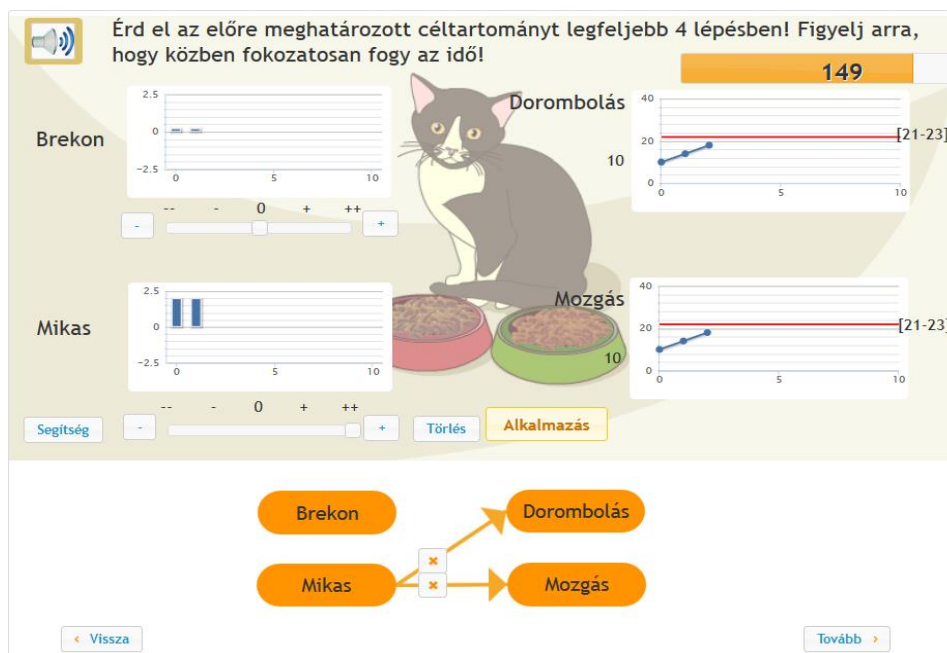 Érd el az előre meghatározott céltartományt legfeljebb 4 lépésben! Figyelj arra,
hogy közben fokozatosan fogy az idő!
149
Brekon
2.5
0
−2.5
0 5 10
-- - 0 + ++
- +
Dorombolás
10
40
20
0
0 5 10
[21-23]
Mikas
2.5
0
−2.5
0 5 10
-- - 0 + ++
- +
Mozgás
10
40
20
0
0 5 10
[21-23]
Segítség
Törlés
Alkalmazás
Brekon
Dorombolás
Mikas
Mozgás
‹ Vissza
Tovább ›